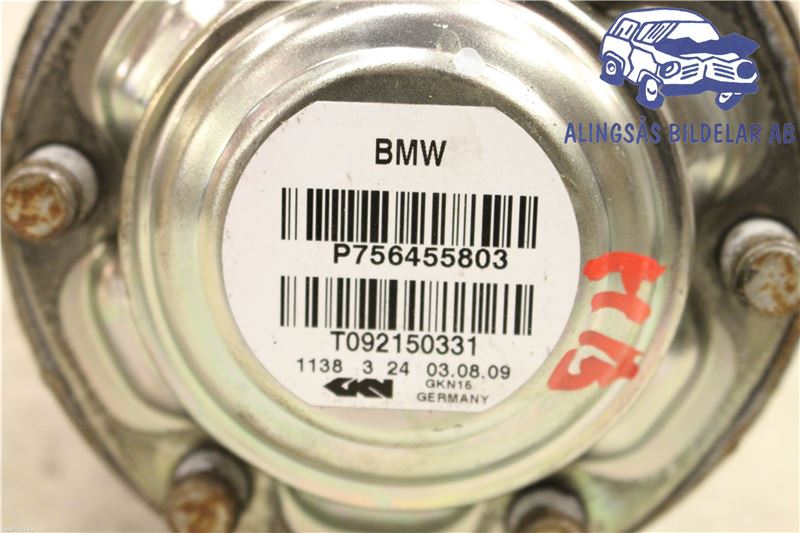 ALINGSÅS BILDELAR AB
BMW
P756455803
T092150331
1138 3 24 03.08.09
GKN GKN15
GERMANY